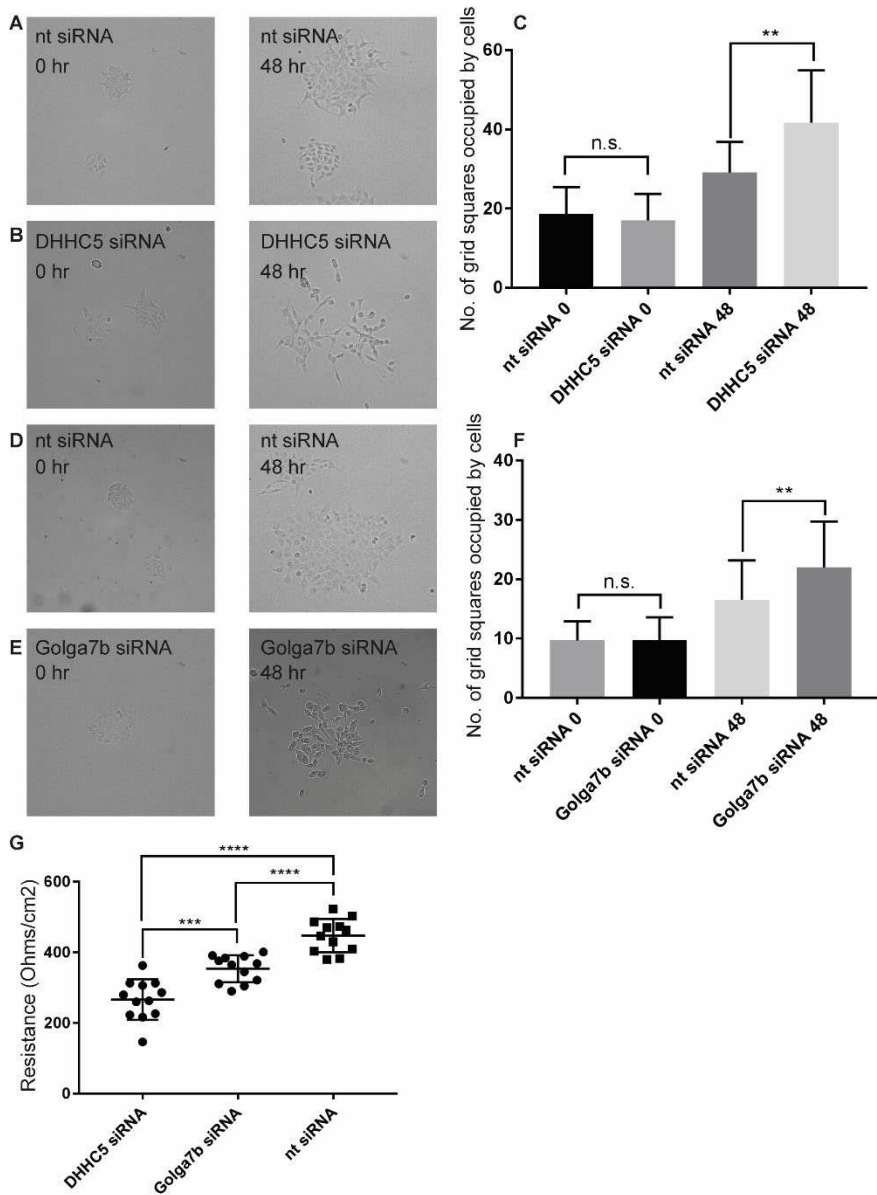 A
nt siRNA
0 hr
nt siRNA
48 hr
B
DHHC5 siRNA
0 hr
DHHC5 siRNA
48 hr
C
No. of grid squares occupied by cells
60
40
20
0
n.s.
**
nt siRNA 0
DHHC5 siRNA 0
nt siRNA 48
DHHC5 siRNA 48
D
nt siRNA
0 hr
nt siRNA
48 hr
E
Golga7b siRNA
0 hr
Golga7b siRNA
48 hr
F
No. of grid squares occupied by cells
40
30
20
10
0
n.s.
**
nt siRNA 0
Golga7b siRNA 0
nt siRNA 48
Golga7b siRNA 48
G
Resistance (Ohms/cm2)
600
400
200
0
****
****
***
DHHC5 siRNA
Golga7b siRNA
nt siRNA